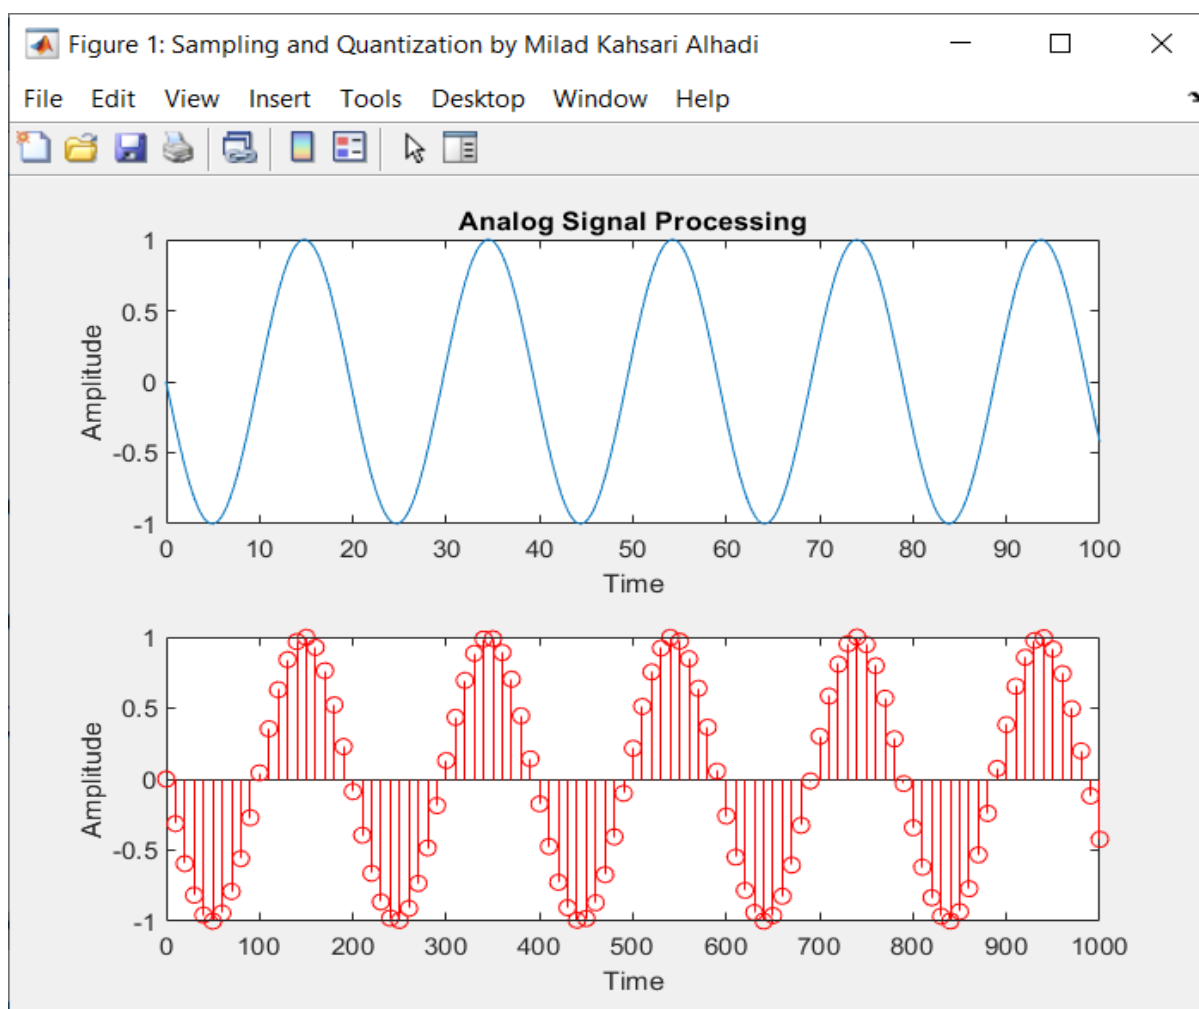 Figure 1: Sampling and Quantization by Milad Kahsari Alhadi
File Edit View Insert Tools Desktop Window Help
Analog Signal Processing
1
0.5
0
-0.5
-1
Amplitude
0 10 20 30 40 50 60 70 80 90 100
Time
1
0.5
0
-0.5
-1
Amplitude
0 100 200 300 400 500 600 700 800 900 1000
Time